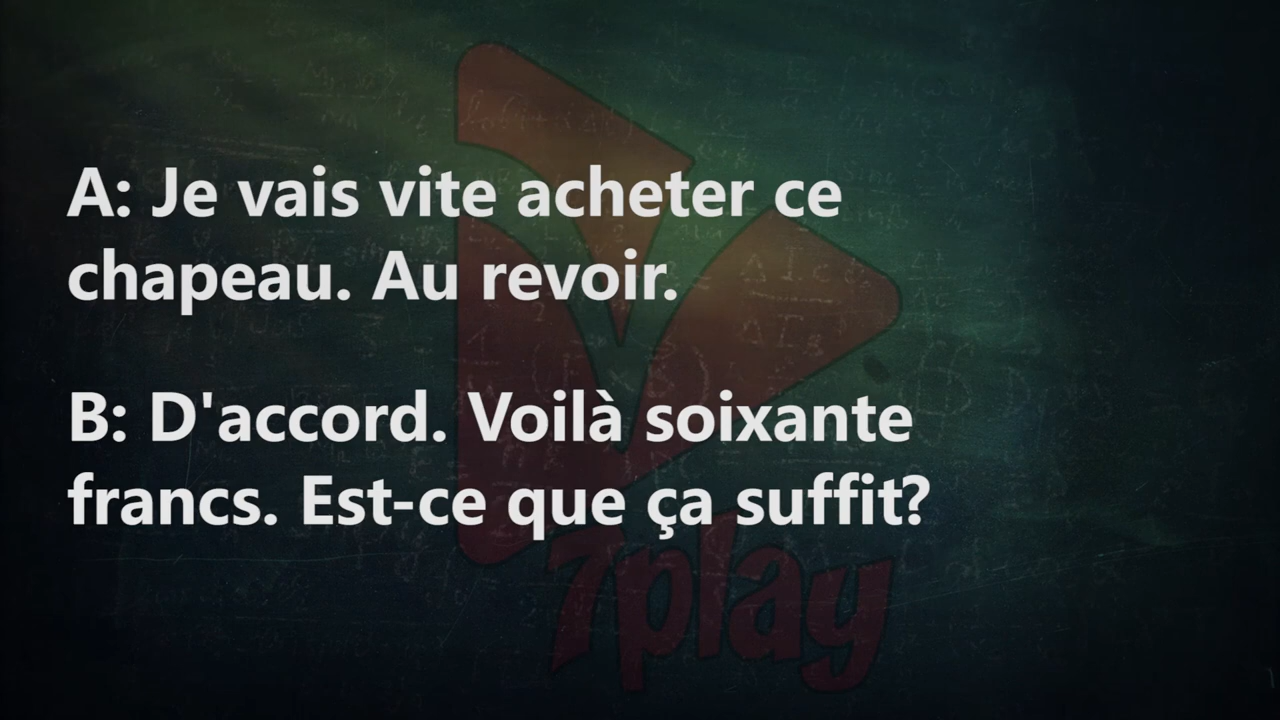 A: Je vais vite acheter ce
chapeau. Au revoir.
B: D'accord. Voilà soixante
francs. Est-ce que ça suffit?
7play